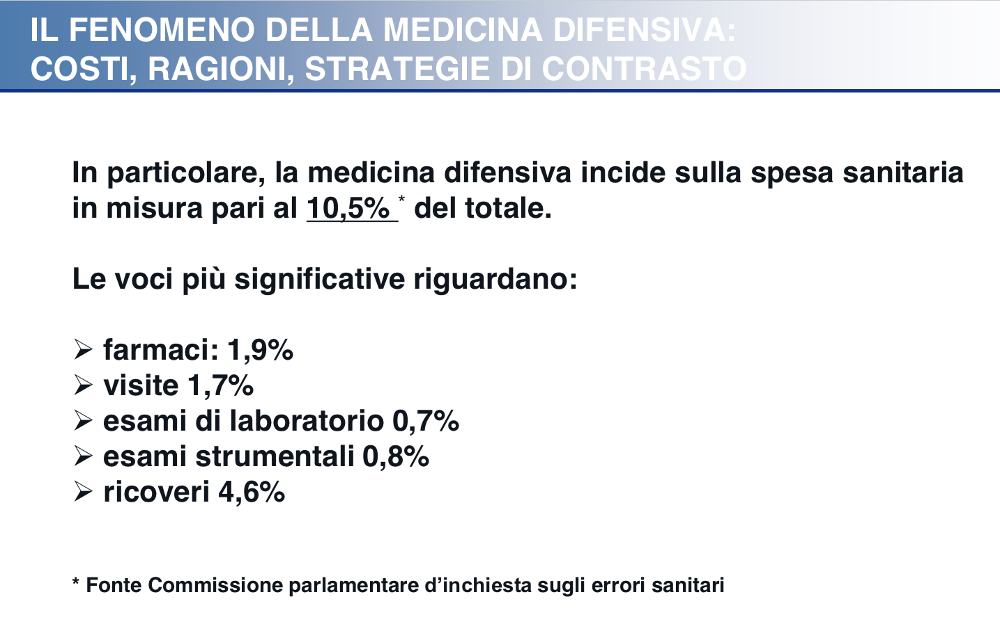 IL FENOMENO DELLA MEDICINA DIFENSIVA:
COSTI, RAGIONI, STRATEGIE DI CONTRASTO
In particolare, la medicina difensiva incide sulla spesa sanitaria
in misura pari al 10,5% * del totale.
Le voci più significative riguardano:
➢ farmaci: 1,9%
➢ visite 1,7%
➢ esami di laboratorio 0,7%
➢ esami strumentali 0,8%
➢ ricoveri 4,6%
* Fonte Commissione parlamentare d’inchiesta sugli errori sanitari